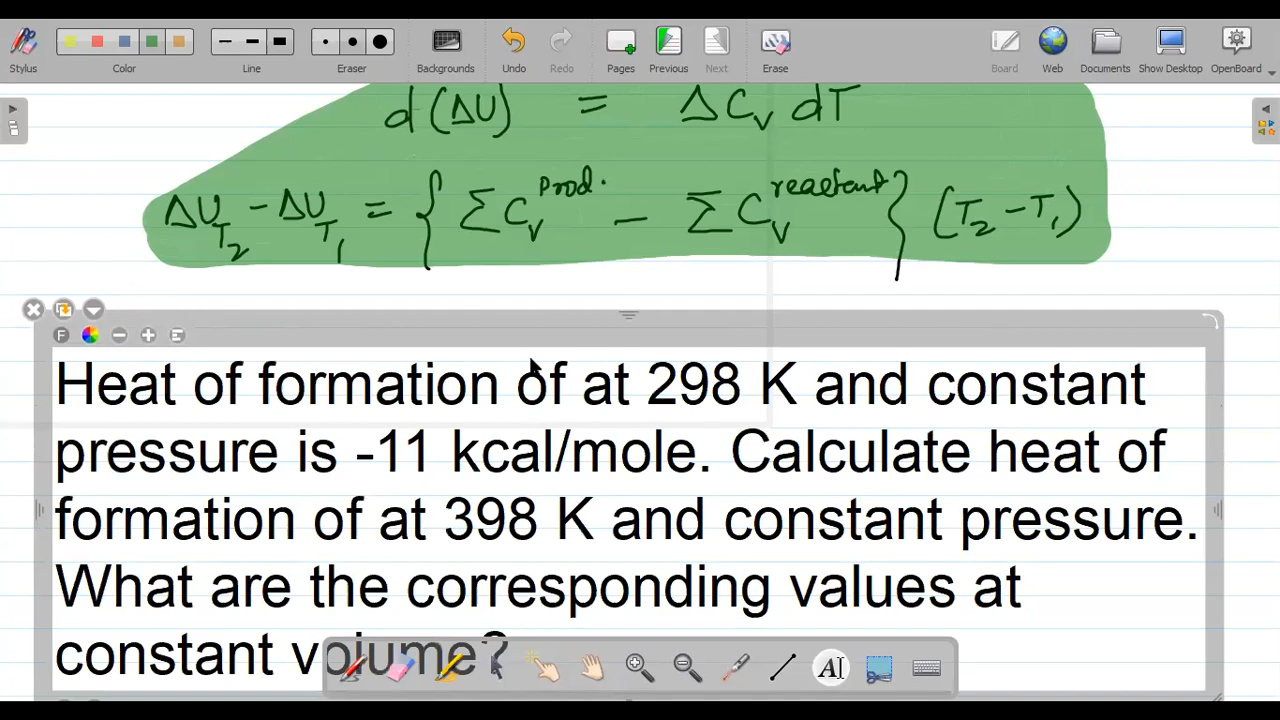 Stylus Color Line Eraser Backgrounds Undo Redo Pages Previous Next Erase Board Web Documents Show Desktop OpenBoard
d(ΔU) = ΔC_V dT
ΔU_T₂ - ΔU_T₁ = { ΣC_V^prod. - ΣC_V^reactant } (T₂ - T₁)
F
Heat of formation of at 298 K and constant
pressure is -11 kcal/mole. Calculate heat of
formation of at 398 K and constant pressure.
What are the corresponding values at
constant volume?
AI